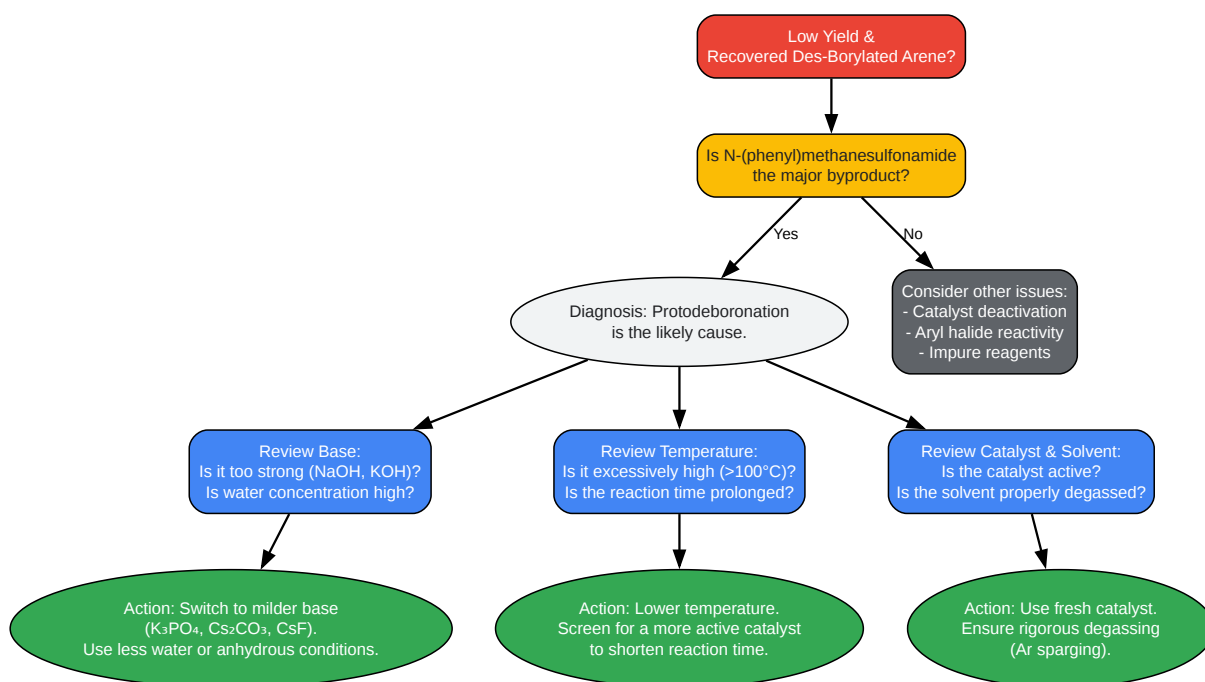 Low Yield &
Recovered Des-Borylated Arene?
Is N-(phenyl)methanesulfonamide
the major byproduct?
Yes
No
Diagnosis: Protodeboronation
is the likely cause.
Consider other issues:
- Catalyst deactivation
- Aryl halide reactivity
- Impure reagents
Review Base:
Is it too strong (NaOH, KOH)?
Is water concentration high?
Review Temperature:
Is it excessively high (>100°C)?
Is the reaction time prolonged?
Review Catalyst & Solvent:
Is the catalyst active?
Is the solvent properly degassed?
Action: Switch to milder base
(K₃PO₄, Cs₂CO₃, CsF).
Use less water or anhydrous conditions.
Action: Lower temperature.
Screen for a more active catalyst
to shorten reaction time.
Action: Use fresh catalyst.
Ensure rigorous degassing
(Ar sparging).